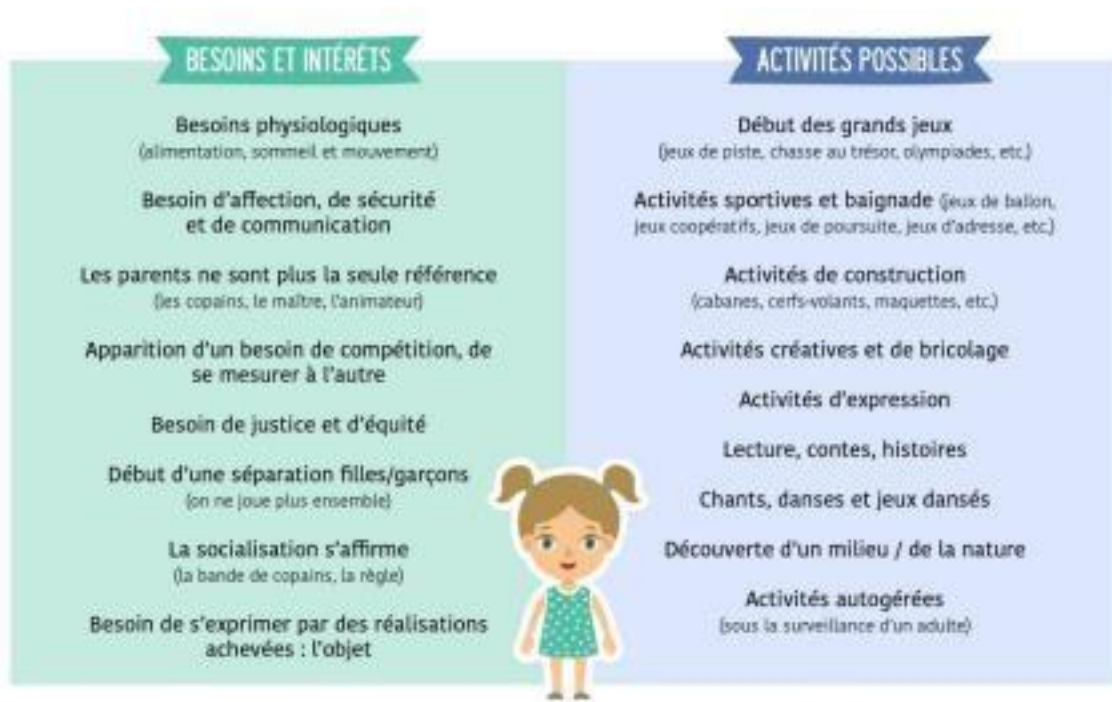 BESOINS ET INTÉRÊTS
Besoins physiologiques
(alimentation, sommeil et mouvement)
Besoin d'affection, de sécurité
et de communication
Les parents ne sont plus la seule référence
(les copains, le maître, l'animateur)
Apparition d'un besoin de compétition, de
se mesurer à l'autre
Besoin de justice et d'équité
Début d'une séparation filles/garçons
(on ne joue plus ensemble)
La socialisation s'affirme
(la bande de copains, la règle)
Besoin de s'exprimer par des réalisations
achevées : l'objet
ACTIVITÉS POSSIBLES
Début des grands jeux
(jeux de piste, chasse au trésor, olympiades, etc.)
Activités sportives et baignade (jeux de ballon,
jeux coopératifs, jeux de poursuite, jeux d'adresse, etc.)
Activités de construction
(cabanes, cerfs-volants, maquettes, etc.)
Activités créatives et de bricolage
Activités d'expression
Lecture, contes, histoires
Chants, danses et jeux dansés
Découverte d'un milieu / de la nature
Activités autogérées
(sous la surveillance d'un adulte)